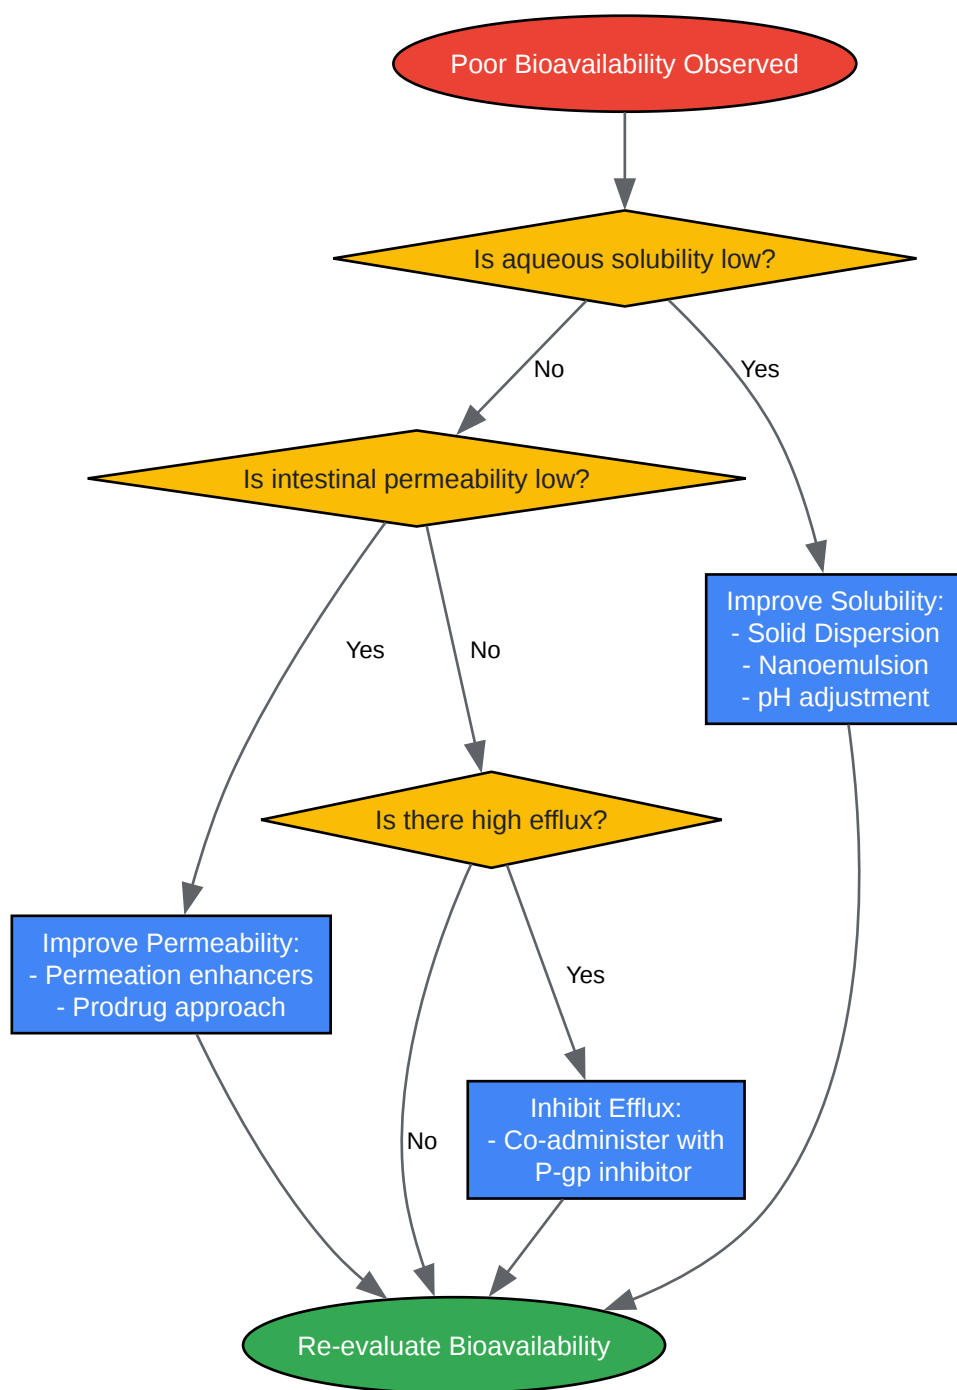 Poor Bioavailability Observed
Is aqueous solubility low?
No
Yes
Is intestinal permeability low?
Improve Solubility:
- Solid Dispersion
- Nanoemulsion
- pH adjustment
Yes
No
Is there high efflux?
Improve Permeability:
- Permeation enhancers
- Prodrug approach
Yes
Inhibit Efflux:
- Co-administer with
P-gp inhibitor
No
Re-evaluate Bioavailability